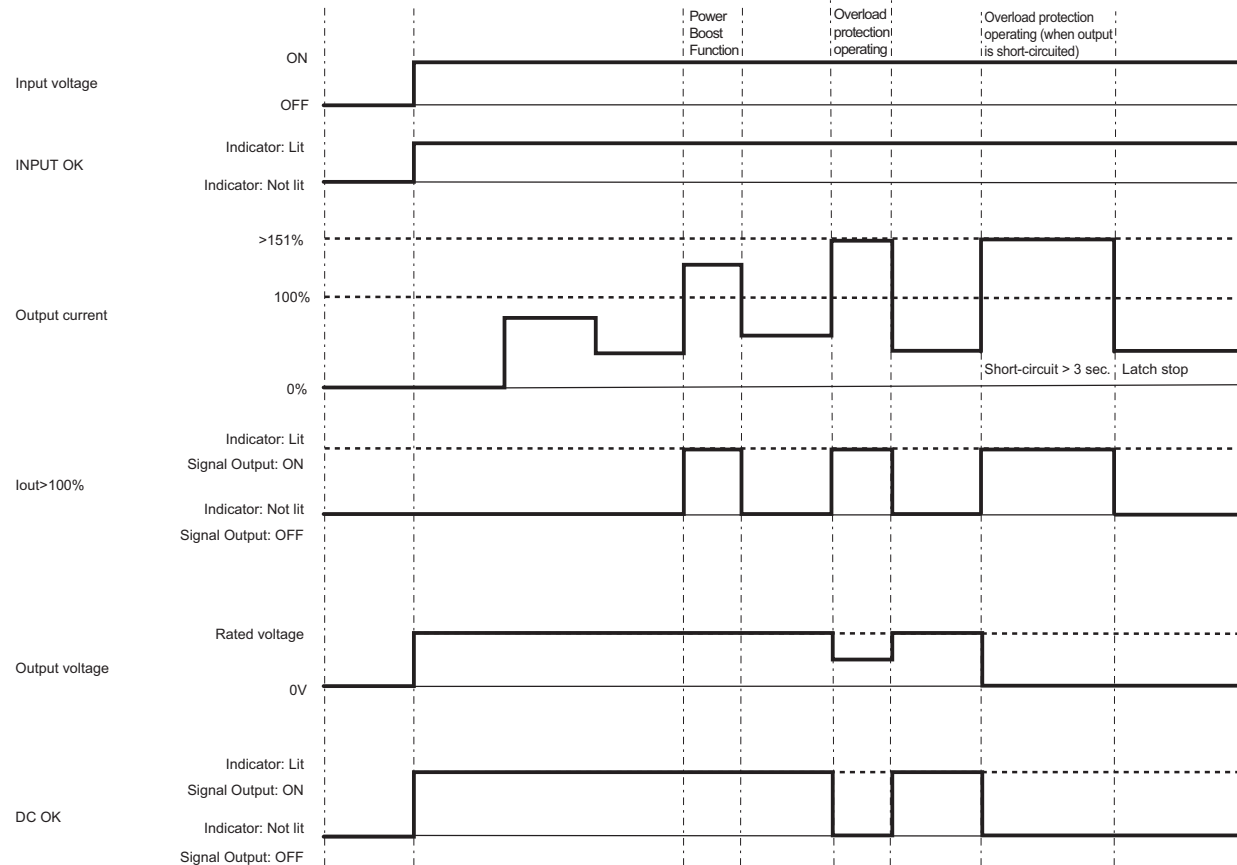 Power
Boost
Function
Overload
protection
operating
Overload protection
operating (when output
is short-circuited)
ON
Input voltage
OFF
Indicator: Lit
INPUT OK
Indicator: Not lit
>151%
100%
Output current
Short-circuit > 3 sec.
Latch stop
0%
Indicator: Lit
Signal Output: ON
Iout>100%
Indicator: Not lit
Signal Output: OFF
Rated voltage
Output voltage
0V
Indicator: Lit
Signal Output: ON
DC OK
Indicator: Not lit
Signal Output: OFF